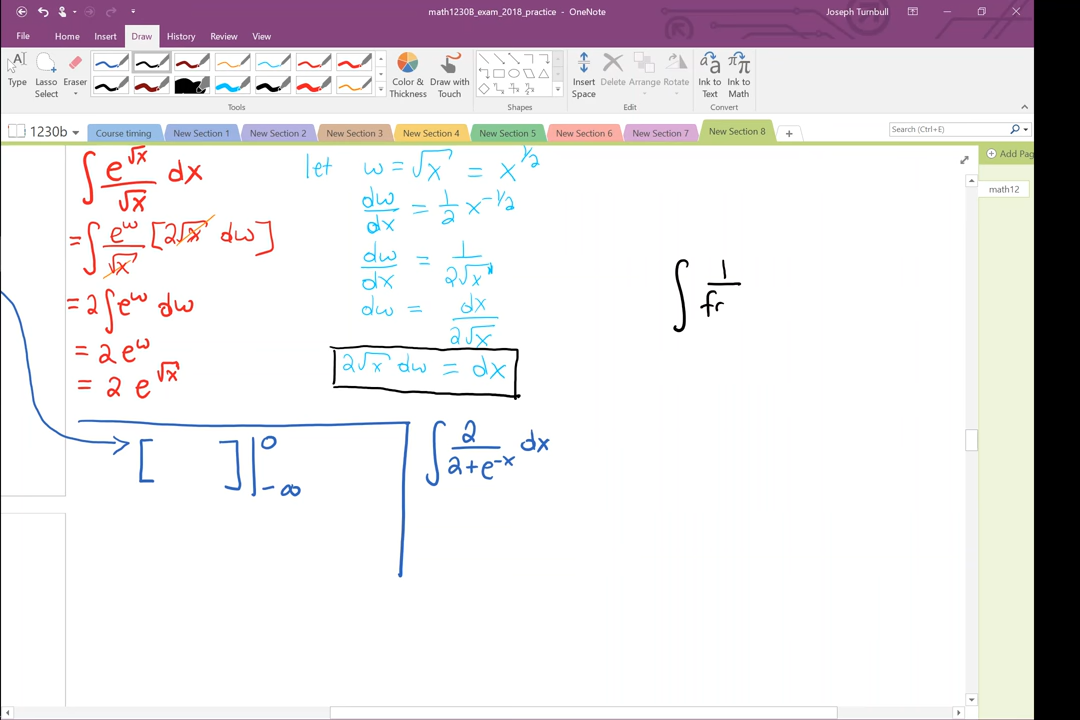 math1230B_exam_2018_practice - OneNote
Joseph Turnbull
File Home Insert Draw History Review View
Type
Lasso Select
Eraser
Color & Thickness
Draw with Touch
Insert Space
Delete
Arrange
Rotate
Ink to Text
Ink to Math
Tools
Shapes
Edit
Convert
1230b
Course timing
New Section 1
New Section 2
New Section 3
New Section 4
New Section 5
New Section 6
New Section 7
New Section 8
Search (Ctrl+E)
Add Pag
math12
∫ e^√x / √x dx
= ∫ e^w / √x [2√x dw]
= 2 ∫ e^w dw
= 2 e^w
= 2 e^√x
let w = √x = x^1/2
dw/dx = 1/2 x^-1/2
dw/dx = 1 / 2√x
dw = dx / 2√x
2√x dw = dx
∫ 1 / fr
[ ] |^0 _-∞
∫ 2 / 2+e^-x dx